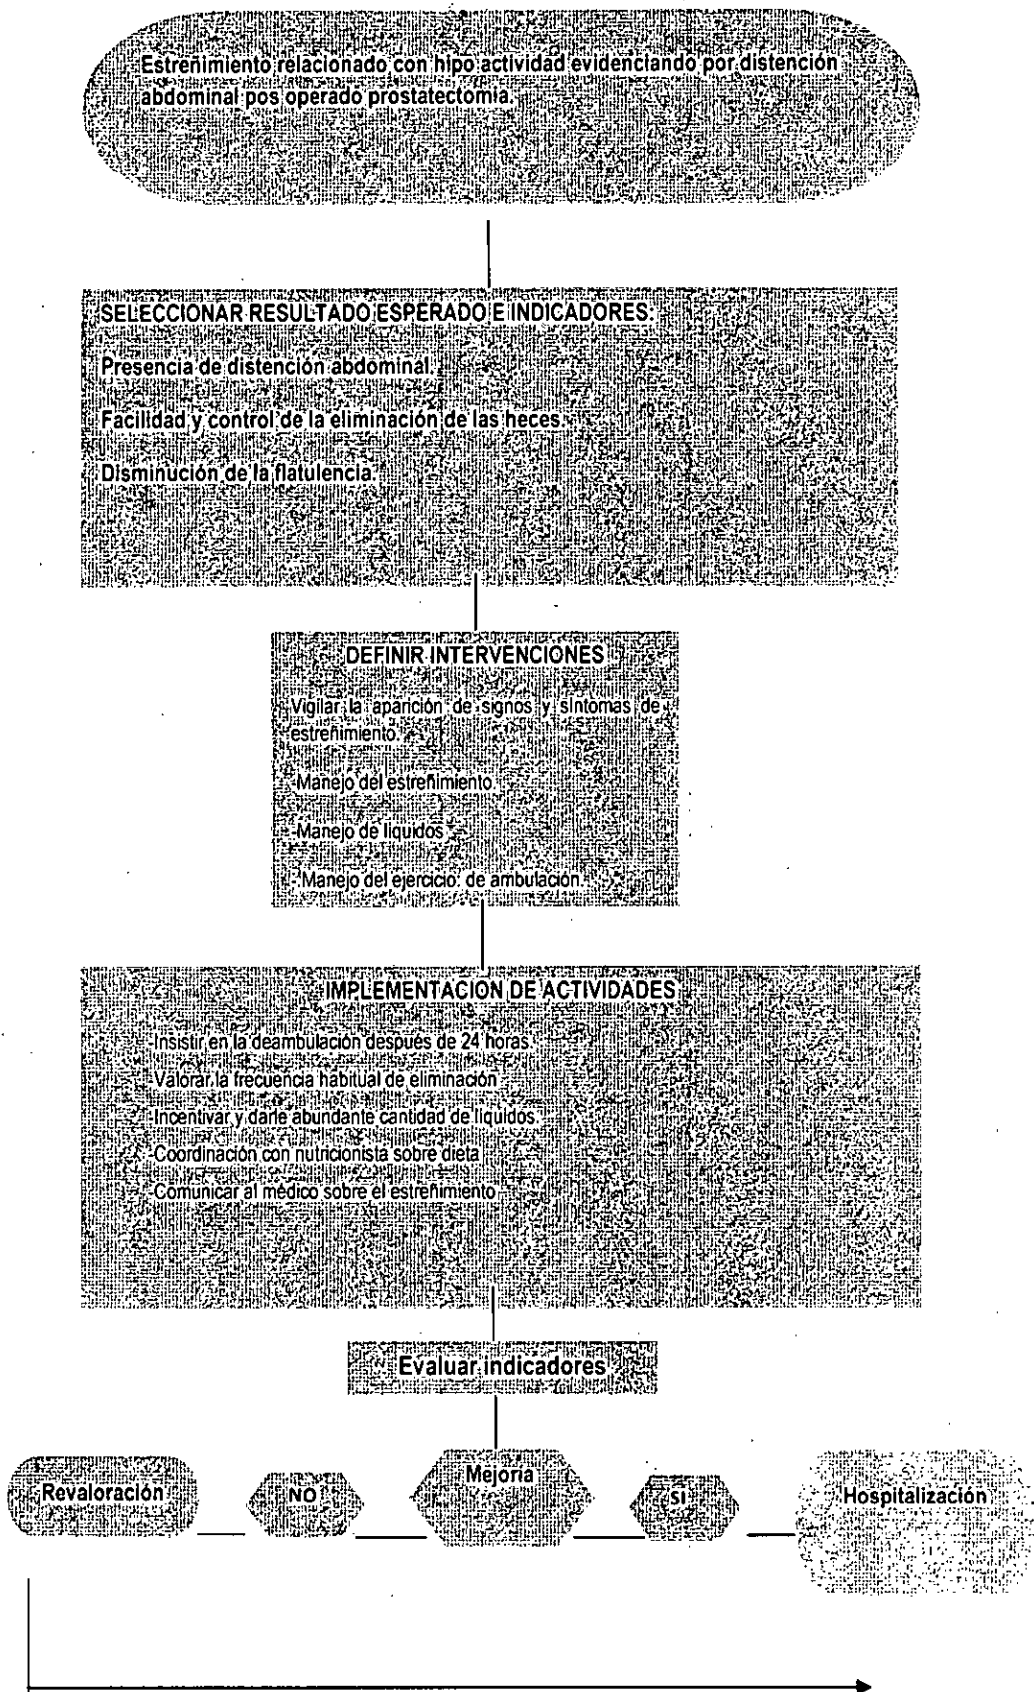 Estreñimiento relacionado con hipo actividad evidenciando por distención
abdominal pos operado prostatectomia.
SELECCIONAR RESULTADO ESPERADO E INDICADORES:
Presencia de distención abdominal.
Facilidad y control de la eliminación de las heces.
Disminución de la flatulencia
DEFINIR INTERVENCIONES
Vigilar la aparición de signos y síntomas de
estreñimiento.
-Manejo del estreñimiento.
-Manejo de liquidos
-Manejo del ejercicio: de ambulación.
IMPLEMENTACION DE ACTIVIDADES
Insistir en la deambulación después de 24 horas
Valorar la frecuencia habitual de eliminación
Incentivar y darle abundante cantidad de líquidos
Coordinación con nutricionista sobre dieta
Comunicar al médico sobre el estreñimiento
Evaluar indicadores
Revaloración
NO
Mejoría
SI
Hospitalización